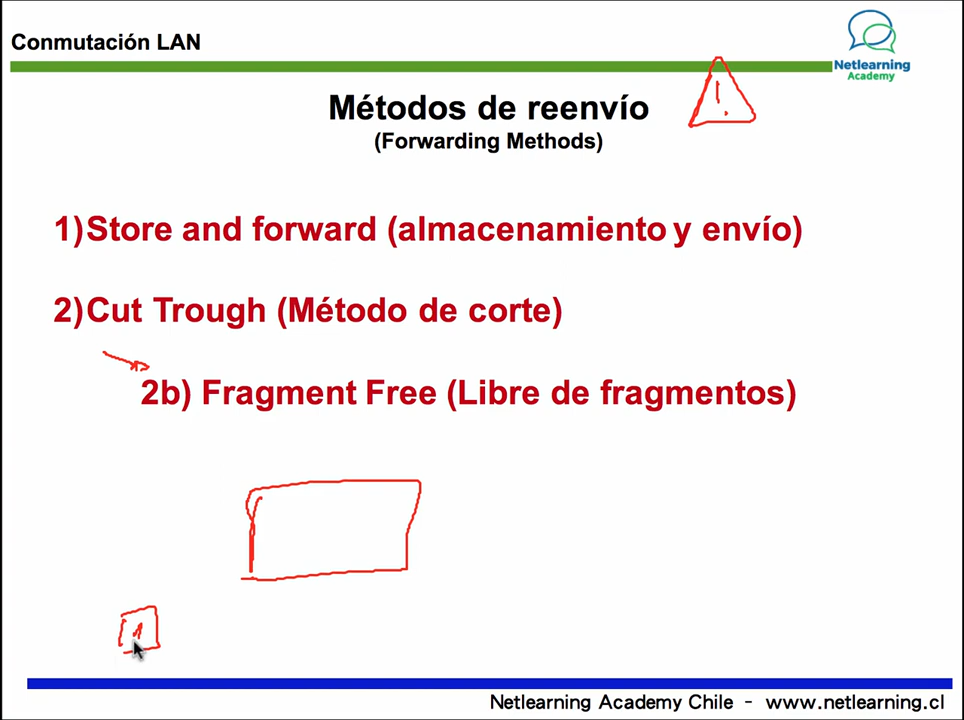 Conmutación LAN
Netlearning
Academy
Métodos de reenvío
(Forwarding Methods)
!
1)Store and forward (almacenamiento y envío)
2)Cut Trough (Método de corte)
2b) Fragment Free (Libre de fragmentos)
Netlearning Academy Chile - www.netlearning.cl